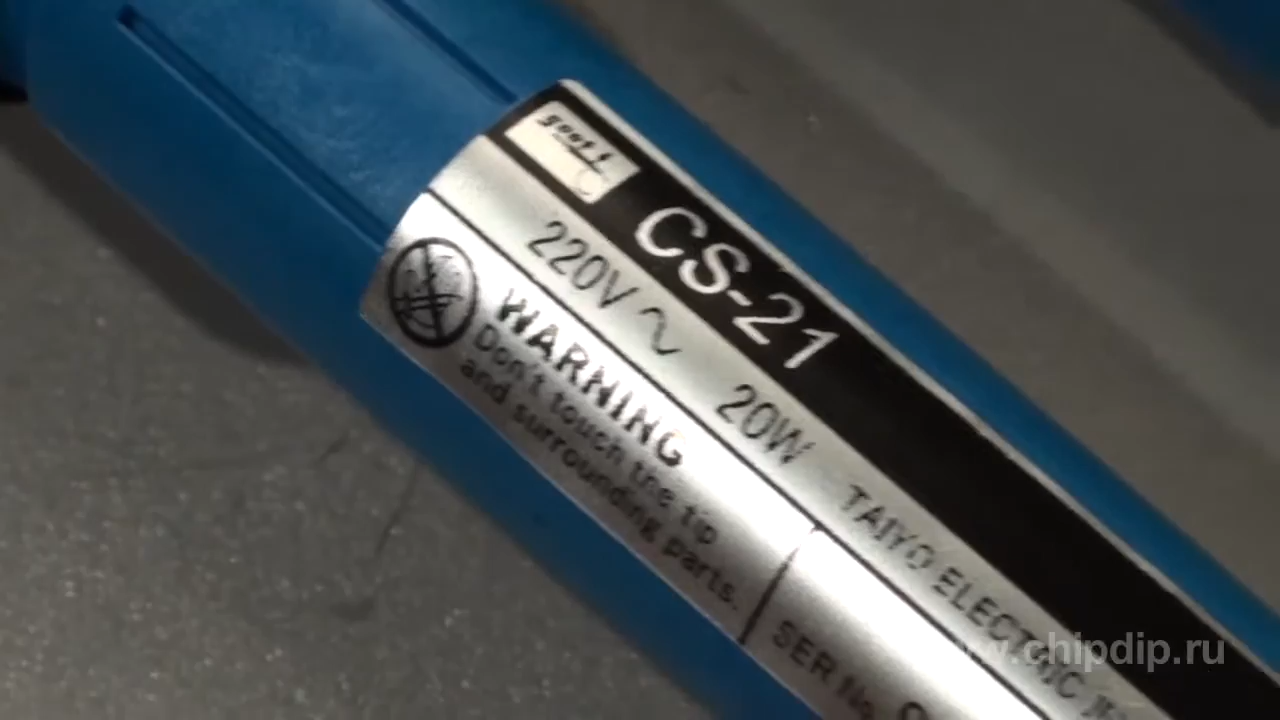 goot
CS-21
220V ~ 20W TAIYO ELECTRIC
WARNING
Don't touch the tip
and surrounding parts.
SER No.
www.chipdip.ru